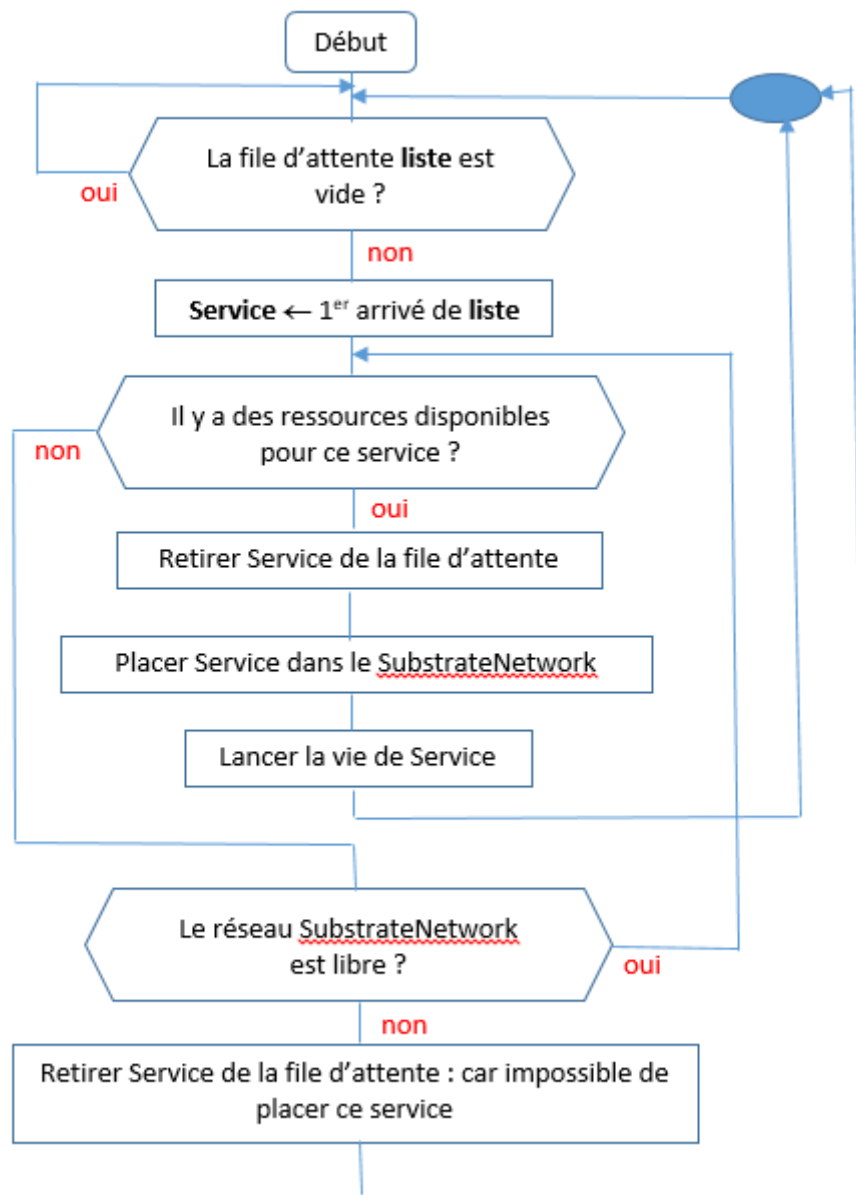 Début
La file d'attente liste est
vide ?
oui
non
Service ← 1er arrivé de liste
Il y a des ressources disponibles
pour ce service ?
non
oui
Retirer Service de la file d'attente
Placer Service dans le SubstrateNetwork
Lancer la vie de Service
Le réseau SubstrateNetwork
est libre ?
oui
non
Retirer Service de la file d'attente : car impossible de
placer ce service